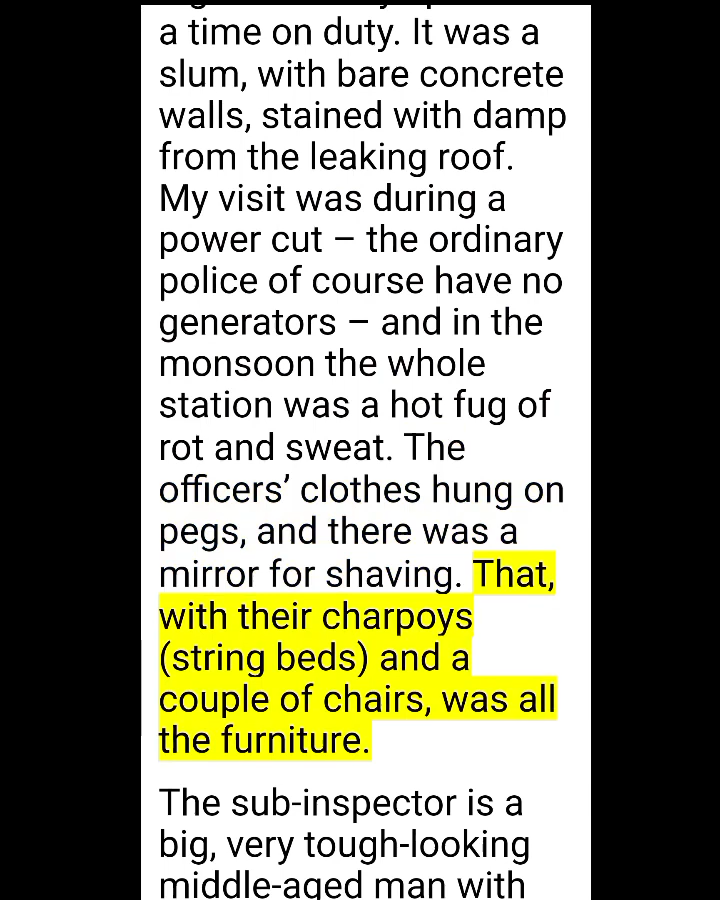 a time on duty. It was a
slum, with bare concrete
walls, stained with damp
from the leaking roof.
My visit was during a
power cut – the ordinary
police of course have no
generators – and in the
monsoon the whole
station was a hot fug of
rot and sweat. The
officers’ clothes hung on
pegs, and there was a
mirror for shaving. That,
with their charpoys
(string beds) and a
couple of chairs, was all
the furniture.
The sub-inspector is a
big, very tough-looking
middle-aged man with